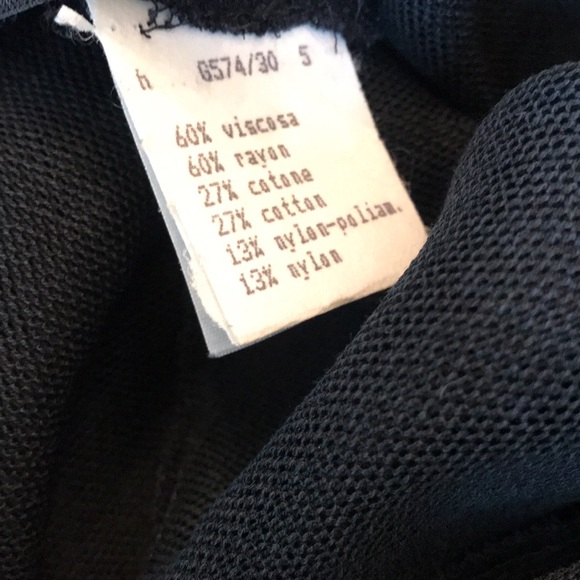 h G574/30 5
60% viscosa
60% rayon
27% cotone
27% cotton
13% nylon-poliam.
13% nylon